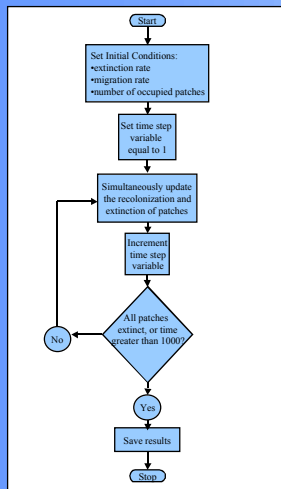 Start
Set Initial Conditions:
•extinction rate
•migration rate
•number of occupied patches
Set time step
variable
equal to 1
Simultaneously update
the recolonization and
extinction of patches
Increment
time step
variable
All patches
extinct, or time
greater than 1000?
No
Yes
Save results
Stop